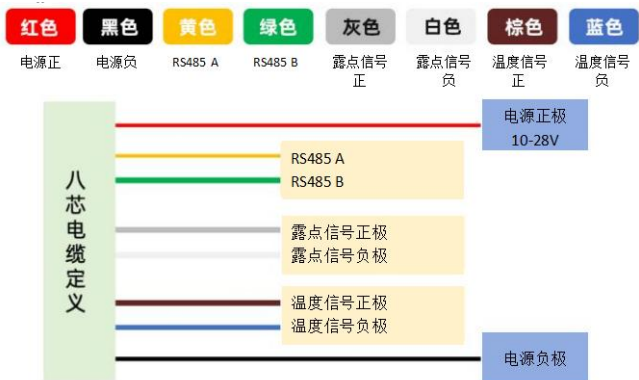 红色 黑色 黄色 绿色 灰色 白色 棕色 蓝色
电源正 电源负 RS485 A RS485 B 露点信号正 露点信号负 温度信号正 温度信号负
电源正极
10-28V
RS485 A
RS485 B
八芯电缆定义
露点信号正极
露点信号负极
温度信号正极
温度信号负极
电源负极